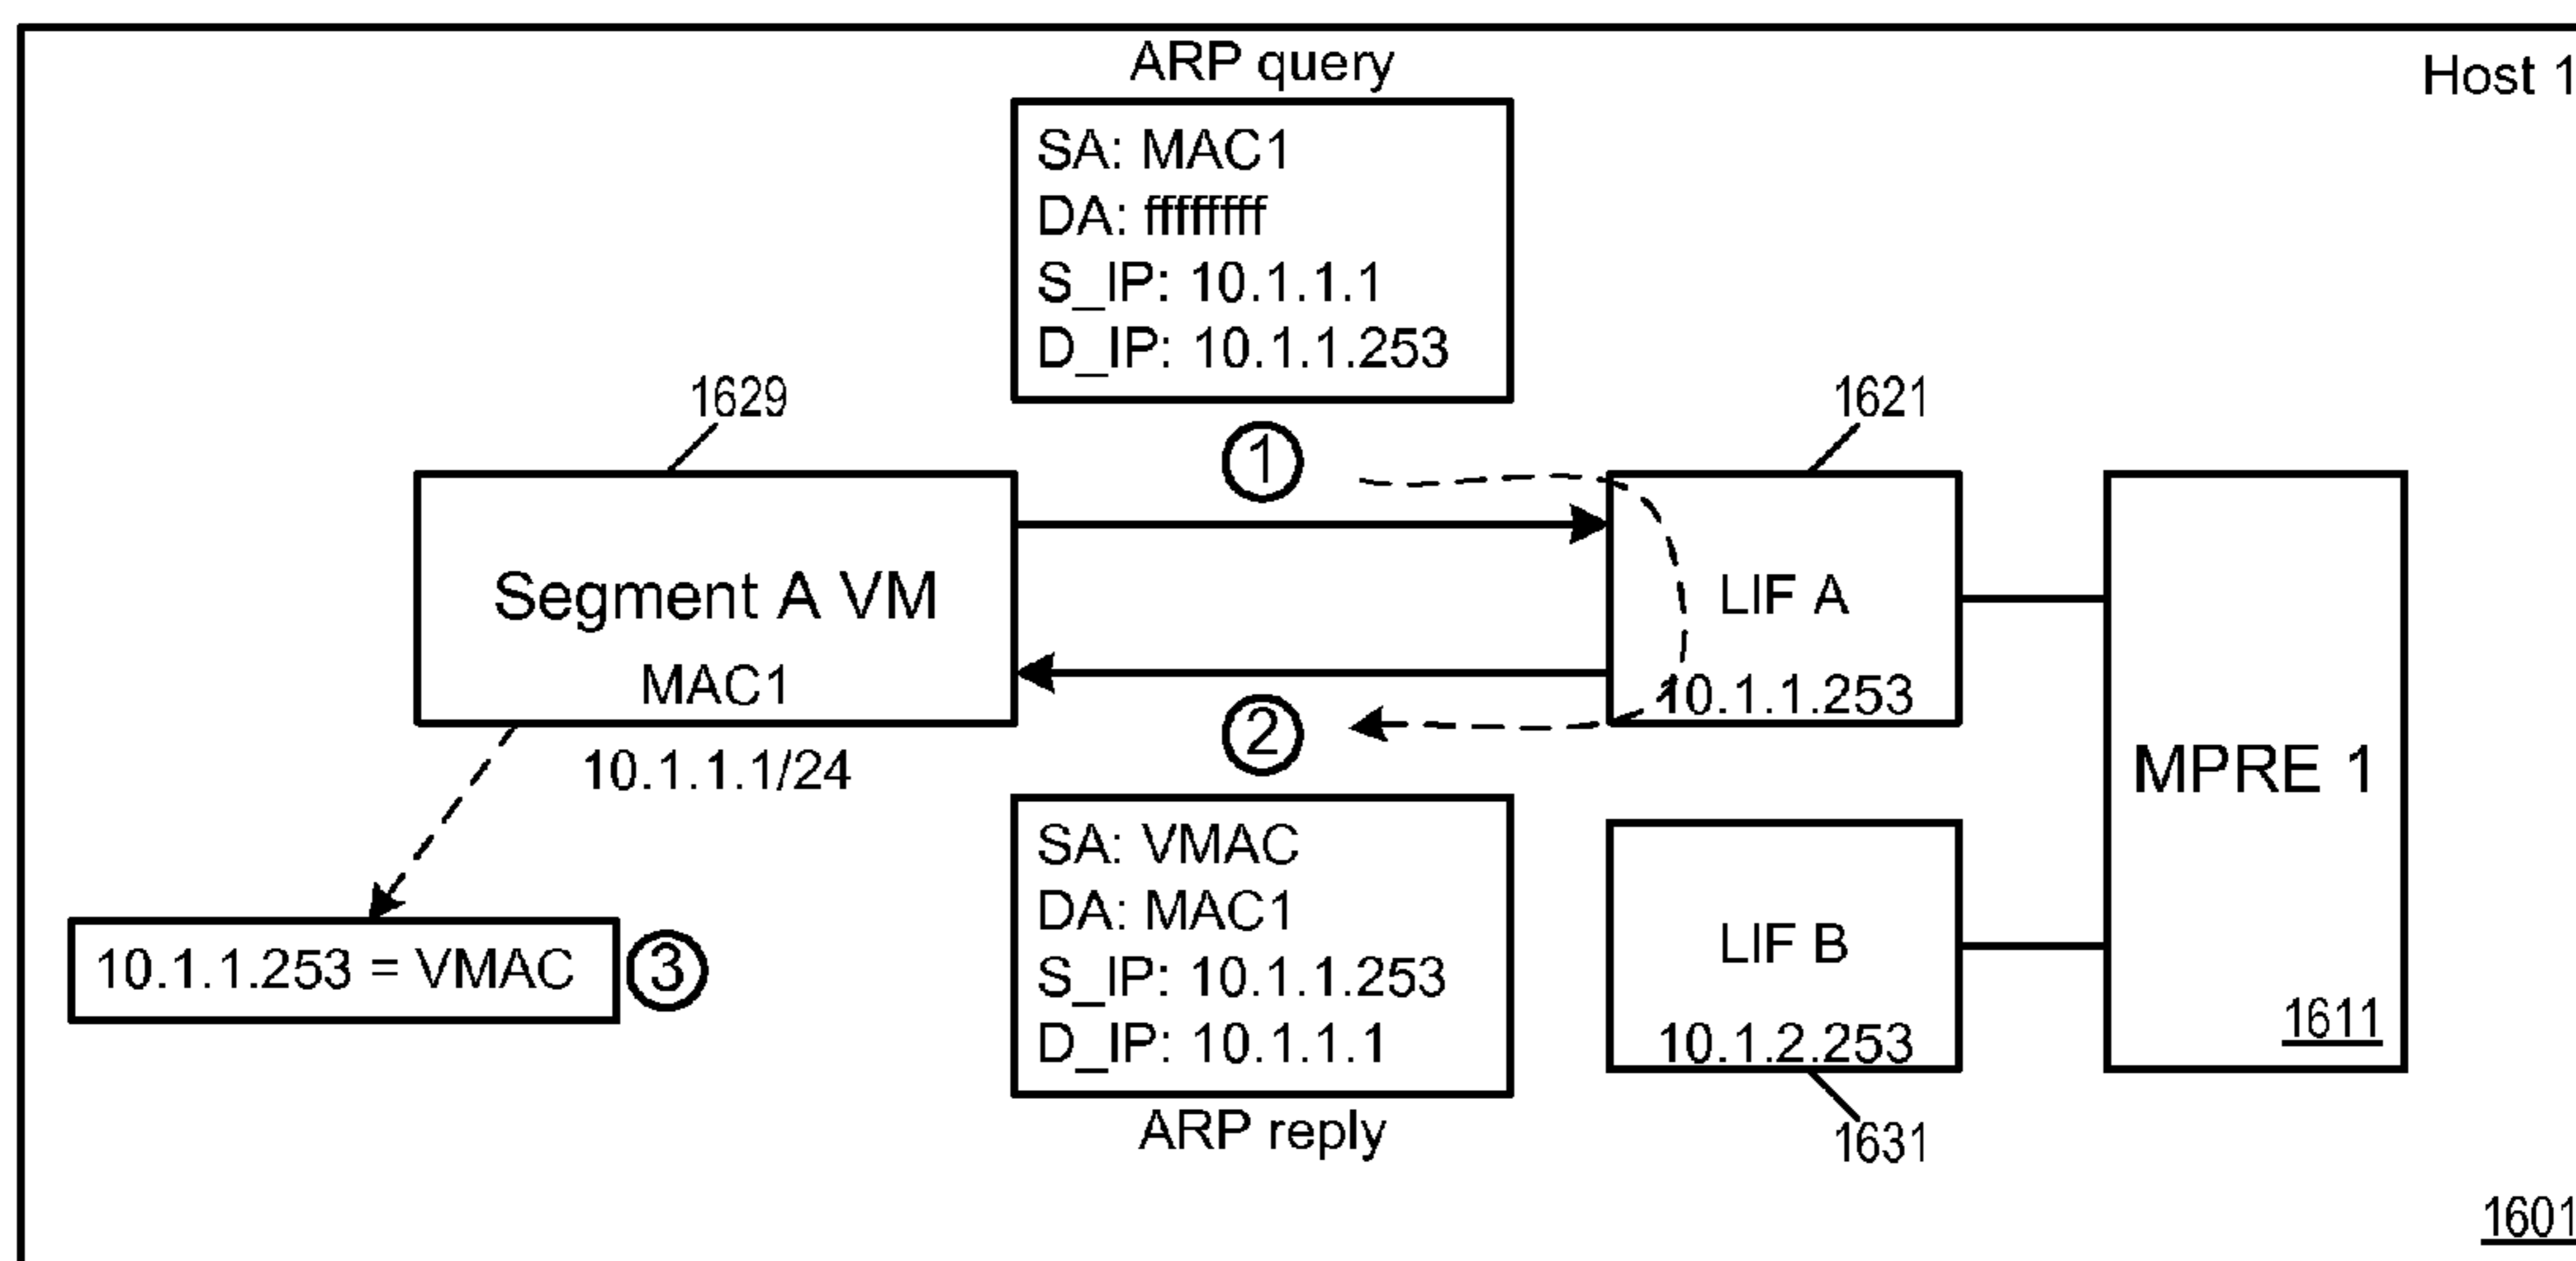 ARP query
Host 1
SA: MAC1
DA: fffffffff
S_IP: 10.1.1.1
D_IP: 10.1.1.253
1629
1621
1
Segment A VM
MAC1
10.1.1.1/24
LIF A
10.1.1.253
MPRE 1
1611
2
SA: VMAC
DA: MAC1
S_IP: 10.1.1.253
D_IP: 10.1.1.1
ARP reply
10.1.1.253 = VMAC
3
LIF B
10.1.2.253
1631
1601